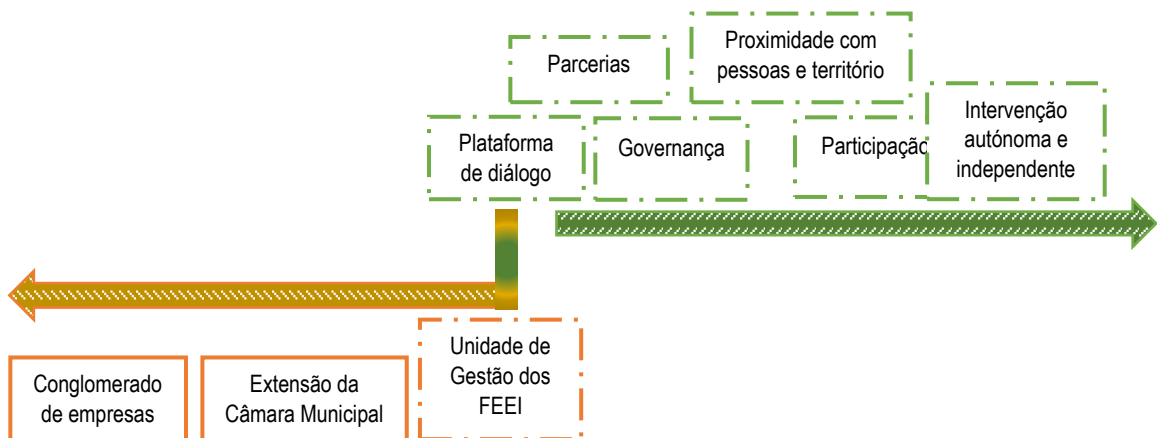 Parcerias
Proximidade com
pessoas e território
Plataforma
de diálogo
Governança
Participação
Intervenção
autónoma e
independente
Conglomerado
de empresas
Extensão da
Câmara Municipal
Unidade de
Gestão dos
FEEI